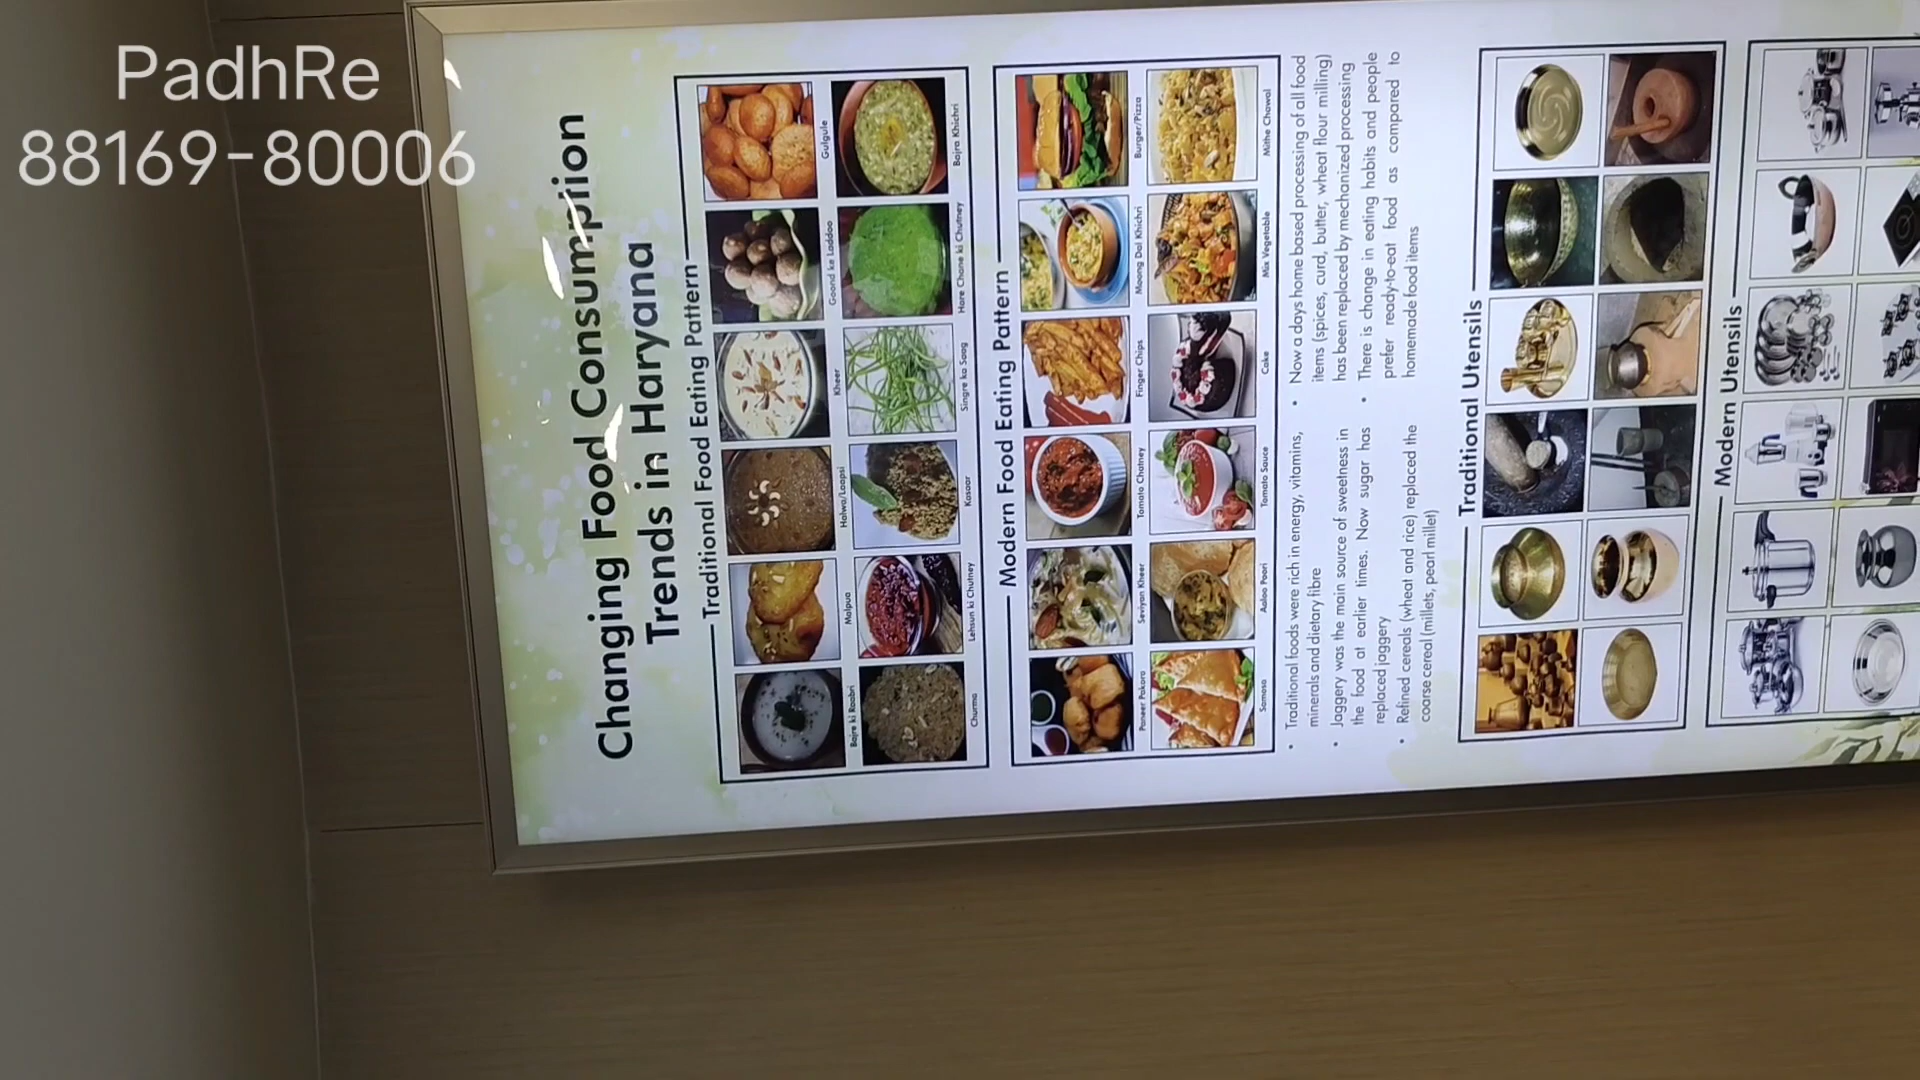 PadhRe
88169-80006
Changing Food Consumption
Trends in Haryana
Traditional Food Eating Pattern
Bajre ki Raabri
Malpua
Halwa/Laapsi
Kheer
Goond ke Laddoo
Gulgule
Churma
Lehsun ki Chutney
Kasaar
Singre ka Saag
Hare Chane ki Chutney
Bajra Khichri
Modern Food Eating Pattern
Paneer Pakora
Seviyan Kheer
Tomato Chatney
Finger Chips
Moong Dal Khichri
Burger/Pizza
Samosa
Aaloo Poori
Tomato Sauce
Cake
Mix Vegetable
Mithe Chawal
• Traditional foods were rich in energy, vitamins,
minerals and dietary fibre
• Jaggery was the main source of sweetness in
the food at earlier times. Now sugar has
replaced jaggery
• Refined cereals (wheat and rice) replaced the
coarse cereal (millets, pearl millet)
• Now a days home based processing of all food
items (spices, curd, butter, wheat flour milling)
has been replaced by mechanized processing
• There is change in eating habits and people
prefer ready-to-eat food as compared to
homemade food items
Traditional Utensils
Modern Utensils